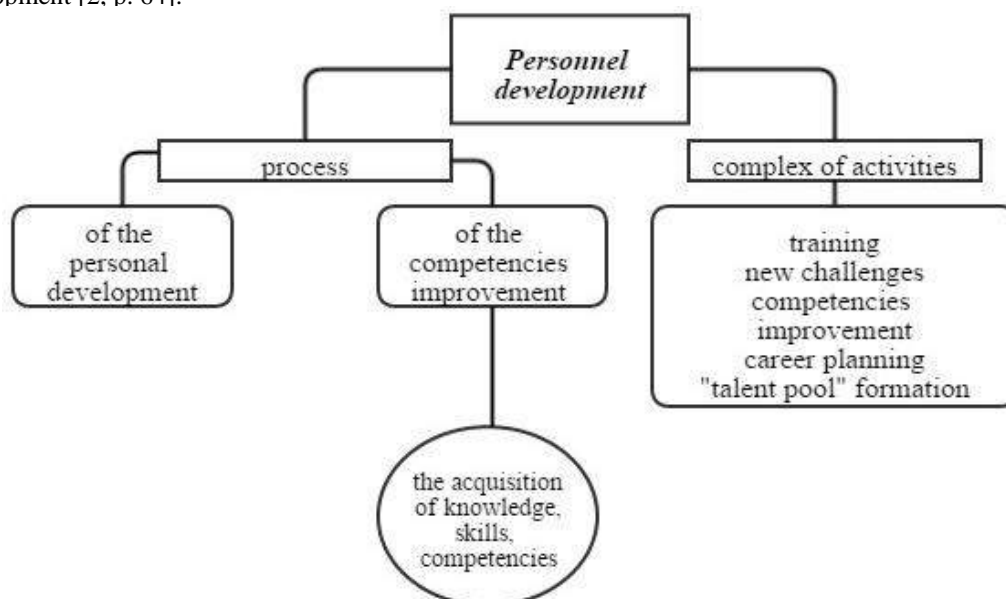 Personnel
development
process
complex of activities
of the
personal
development
of the
competencies
improvement
training
new challenges
competencies
improvement
career planning
"talent pool" formation
the acquisition
of knowledge,
skills,
competencies